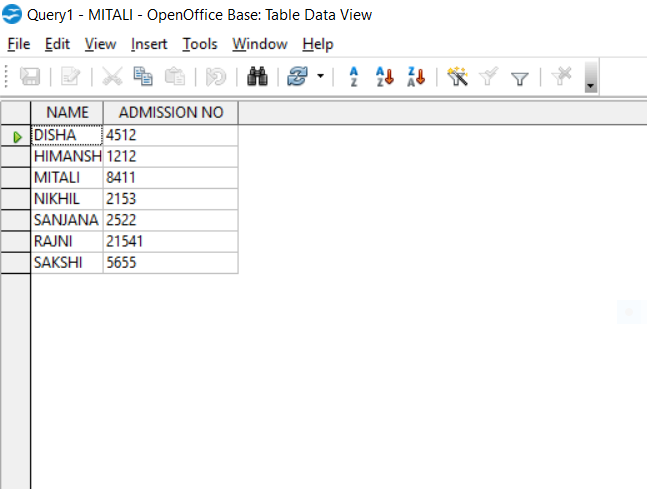 Query1 - MITALI - OpenOffice Base: Table Data View
File Edit View Insert Tools Window Help
A Z A Z Z A
NAME ADMISSION NO
DISHA 4512
HIMANSH 1212
MITALI 8411
NIKHIL 2153
SANJANA 2522
RAJNI 21541
SAKSHI 5655